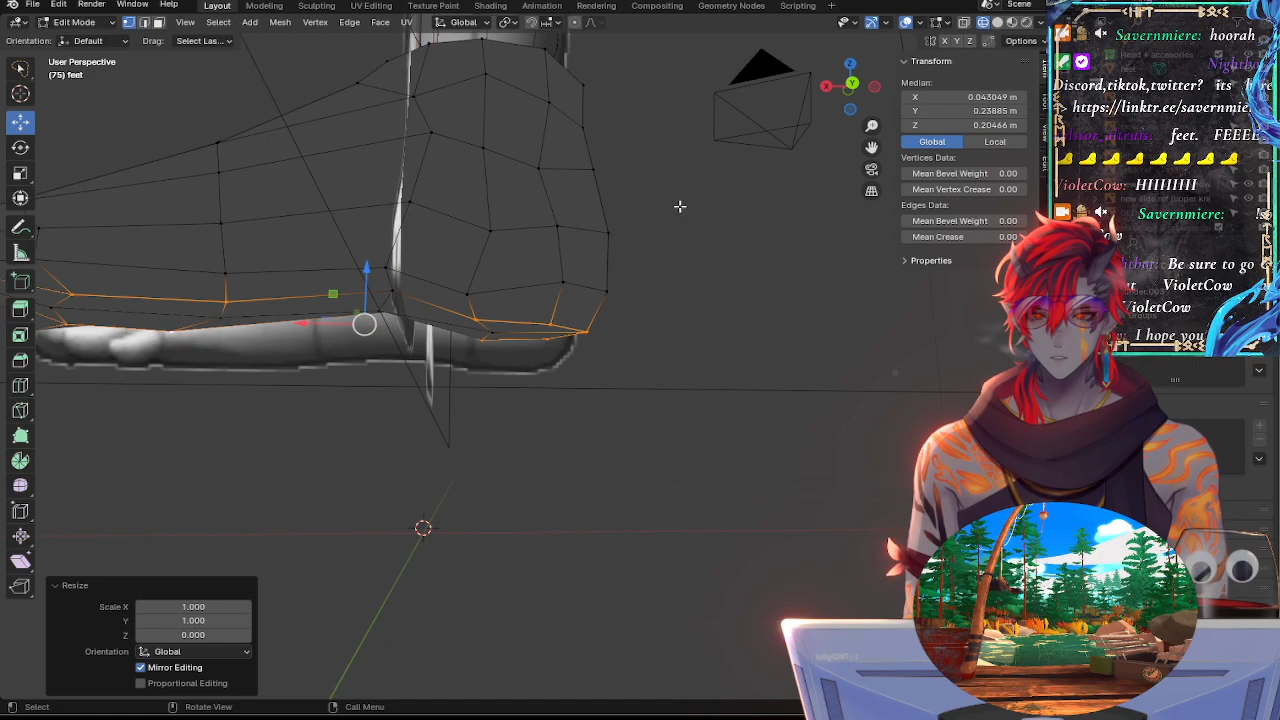 File Edit Render Window Help Layout Modeling Sculpting UV Editing Texture Paint Shading Animation Rendering Compositing Geometry Nodes Scripting Scene
Edit Mode View Select Add Mesh Vertex Edge Face UV Global
Orientation: Default Drag: Select Las... X Y Z Options
User Perspective
(75) feet
Transform
Median:
X 0.043049 m
Y 0.23885 m
Z 0.20466 m
Global Local
Vertices Data:
Mean Bevel Weight 0.00
Mean Vertex Crease 0.00
Edges Data:
Mean Bevel Weight 0.00
Mean Crease 0.00
Properties
Savernmiere: hoorah
Discord,tiktok,twitter? its here
> https://linktr.ee/savernmie
feet.
VioletCow: HIIIIIII
Savernmiere:
Be sure to go
VioletCow
VioletCow:
I hope you
Resize
Scale X 1.000
Y 1.000
Z 0.000
Orientation Global
Mirror Editing
Proportional Editing
Select Rotate View Call Menu